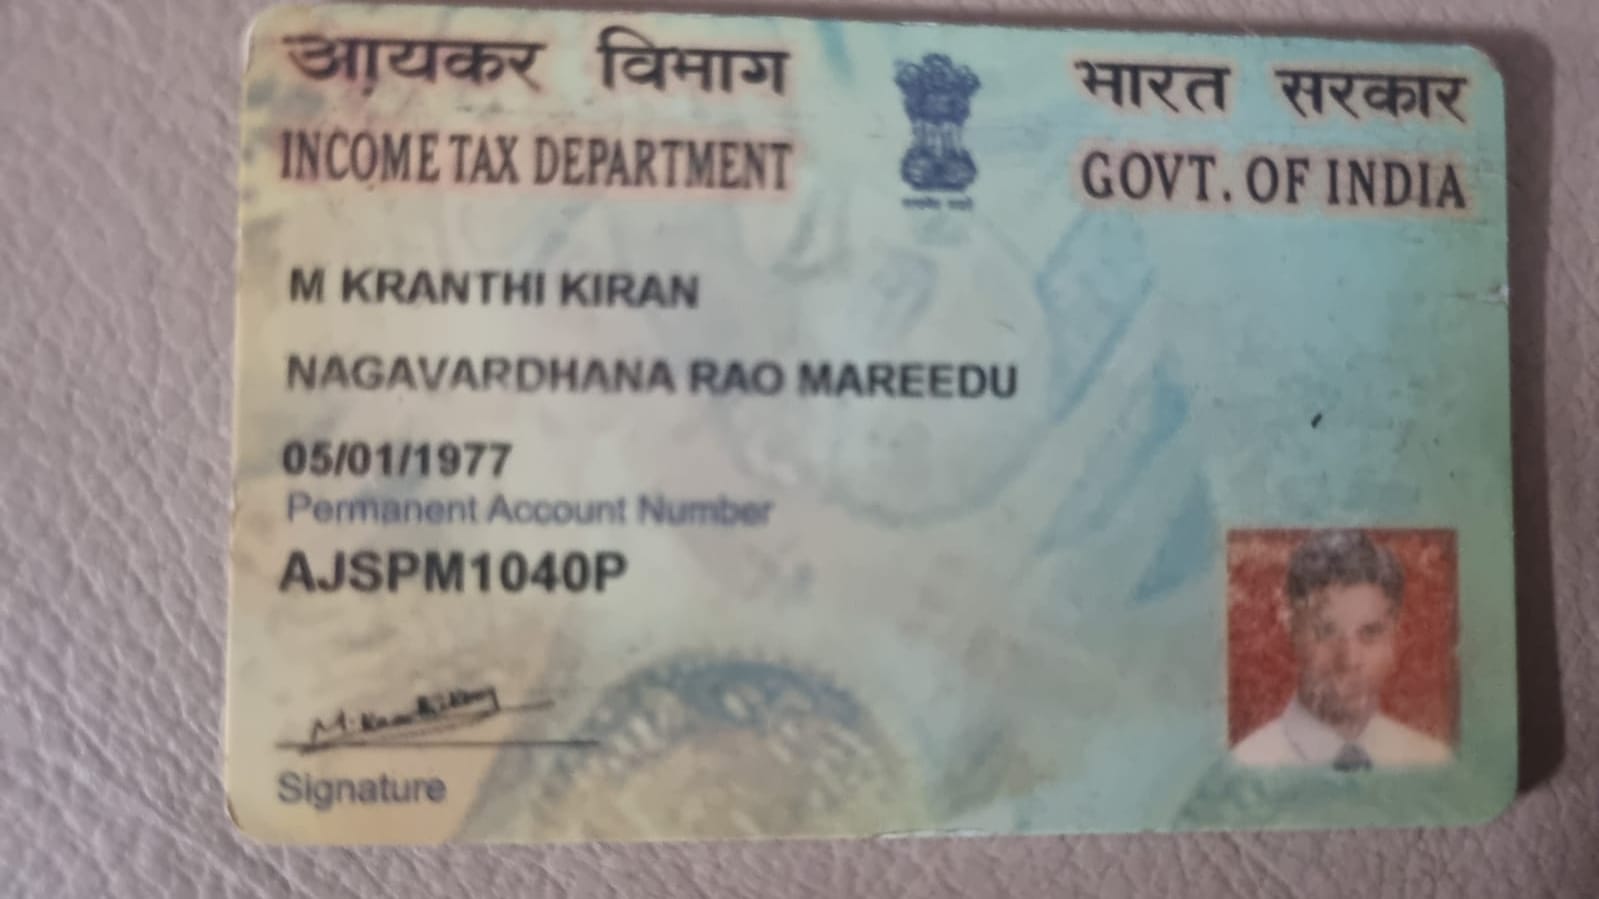 आयकर विभाग
INCOME TAX DEPARTMENT
भारत सरकार
GOVT. OF INDIA
M KRANTHI KIRAN
NAGAVARDHANA RAO MAREEDU
05/01/1977
Permanent Account Number
AJSPM1040P
Signature